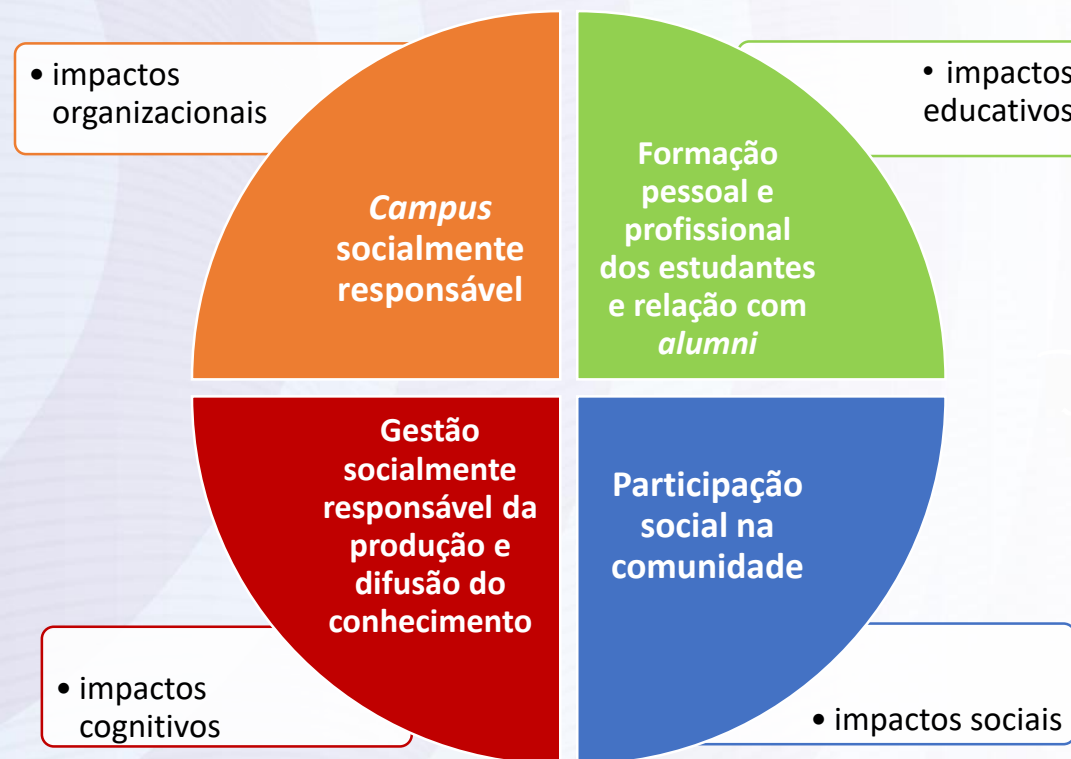 • impactos
organizacionais
• impactos
educativos
Campus
socialmente
responsável
Formação
pessoal e
profissional
dos estudantes
e relação com
alumni
Gestão
socialmente
responsável da
produção e
difusão do
conhecimento
Participação
social na
comunidade
• impactos
cognitivos
• impactos sociais